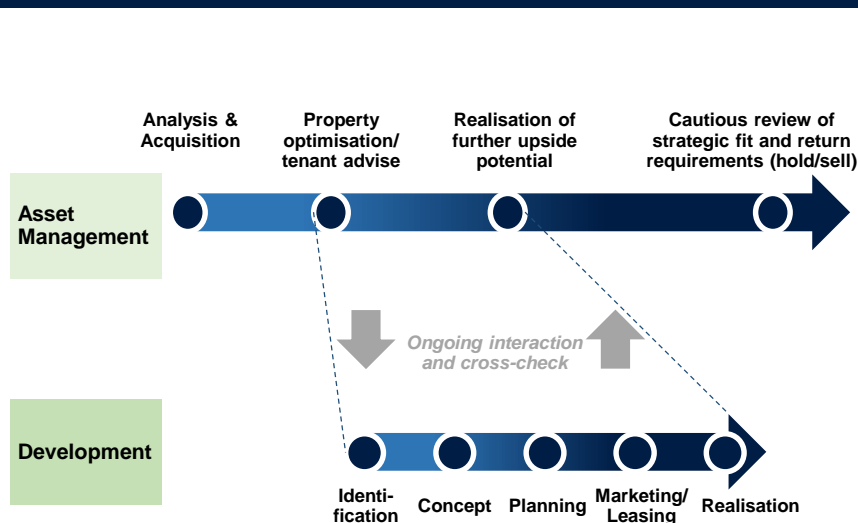 Analysis &
Acquisition
Property
optimisation/
tenant advise
Realisation of
further upside
potential
Cautious review of
strategic fit and return
requirements (hold/sell)
Asset
Management
Ongoing interaction
and cross-check
Development
Identi-
fication
Concept
Planning
Marketing/
Leasing
Realisation